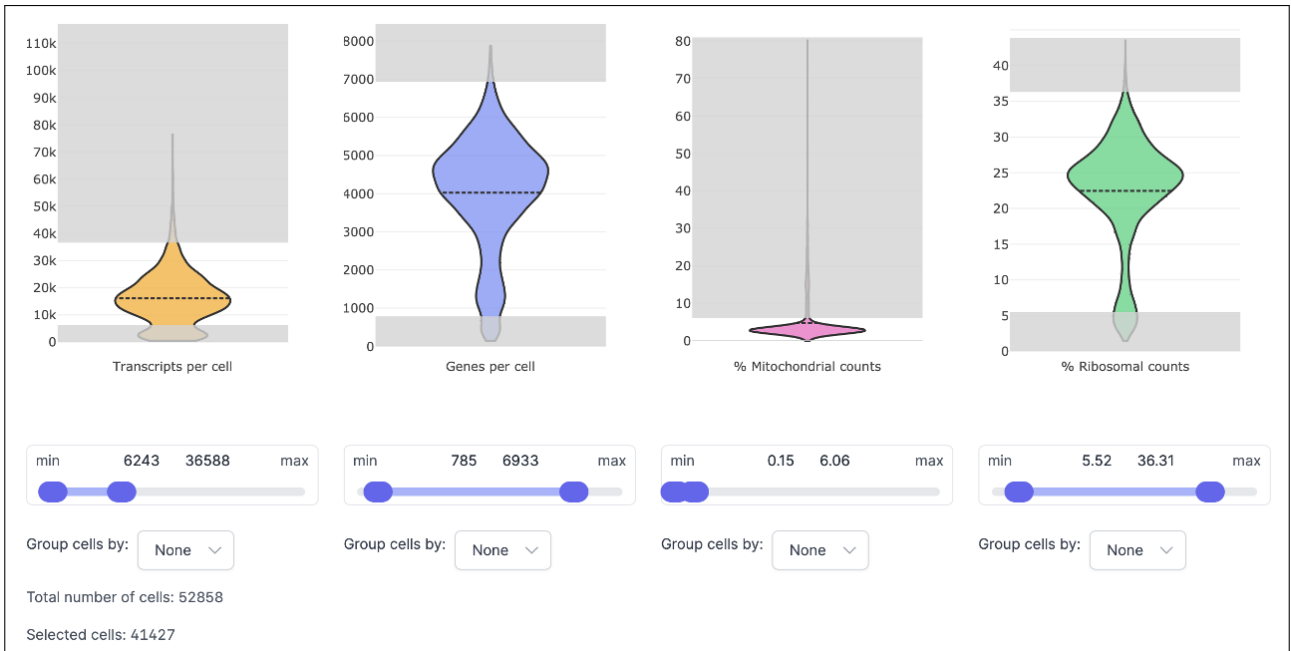 110k
100k
90k
80k
70k
60k
50k
40k
30k
20k
10k
0
Transcripts per cell
8000
7000
6000
5000
4000
3000
2000
1000
0
Genes per cell
80
70
60
50
40
30
20
10
0
% Mitochondrial counts
40
35
30
25
20
15
10
5
0
% Ribosomal counts
min 6243 36588 max
min 785 6933 max
min 0.15 6.06 max
min 5.52 36.31 max
Group cells by: None
Group cells by: None
Group cells by: None
Group cells by: None
Total number of cells: 52858
Selected cells: 41427